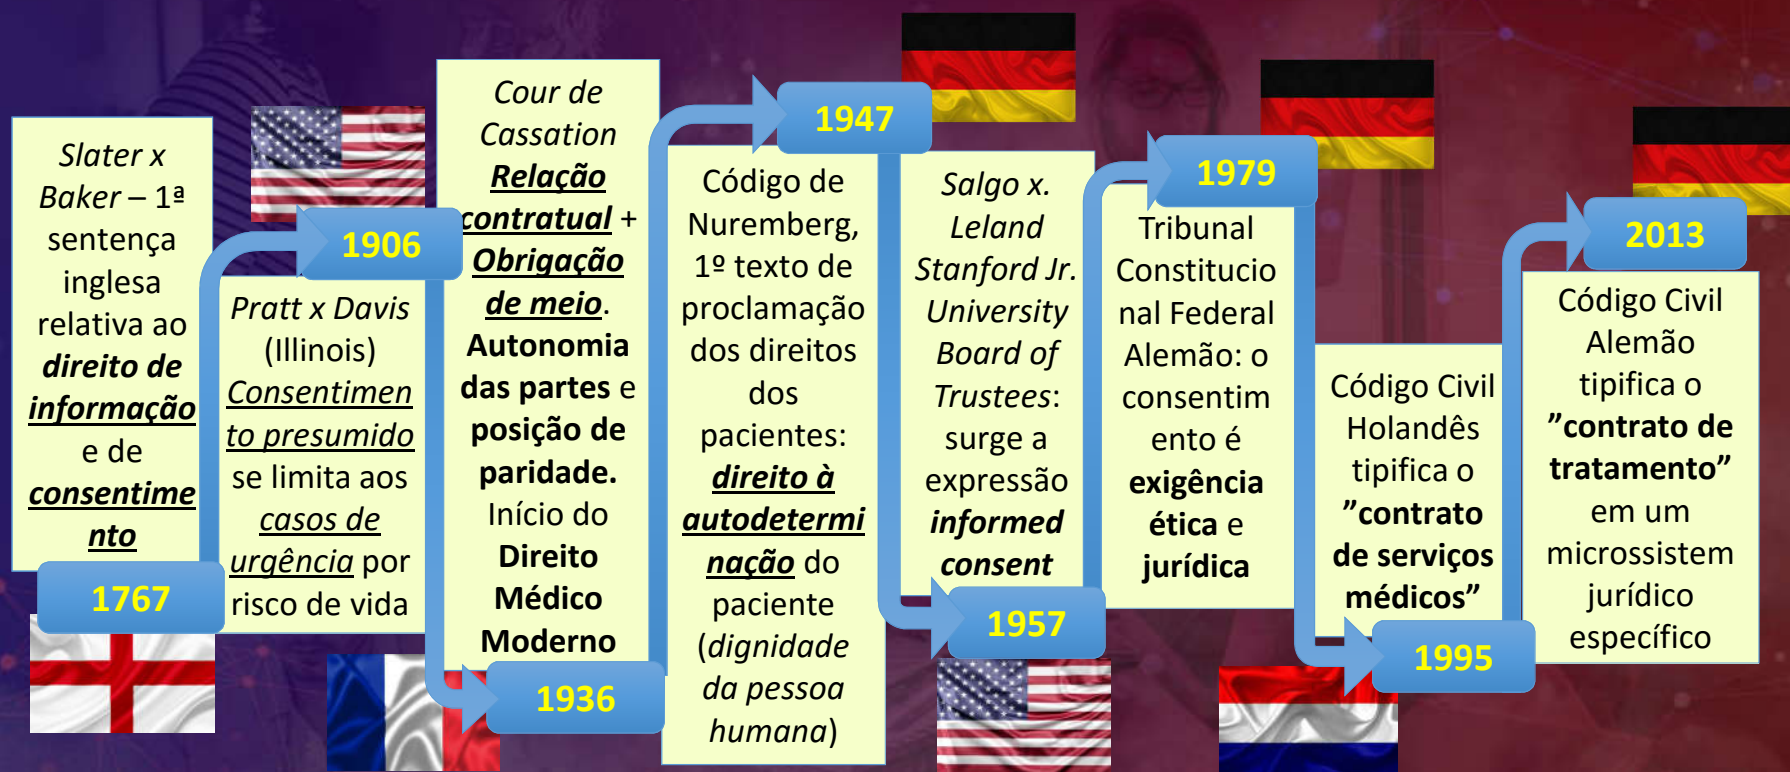 Slater x
Baker – 1ª
sentença
inglesa
relativa ao
direito de
informação
e de
consentime
nto
1767
1906
Pratt x Davis
(Illinois)
Consentimen
to presumido
se limita aos
casos de
urgência por
risco de vida
Cour de
Cassation
Relação
contratual +
Obrigação
de meio.
Autonomia
das partes e
posição de
paridade.
Início do
Direito
Médico
Moderno
1936
1947
Código de
Nuremberg,
1º texto de
proclamação
dos direitos
dos
pacientes:
direito à
autodetermi
nação do
paciente
(dignidade
da pessoa
humana)
Salgo x.
Leland
Stanford Jr.
University
Board of
Trustees:
surge a
expressão
informed
consent
1957
1979
Tribunal
Constitucio
nal Federal
Alemão: o
consentim
ento é
exigência
ética e
jurídica
Código Civil
Holandês
tipifica o
”contrato
de serviços
médicos”
1995
2013
Código Civil
Alemão
tipifica o
”contrato de
tratamento”
em um
microssistem
jurídico
específico